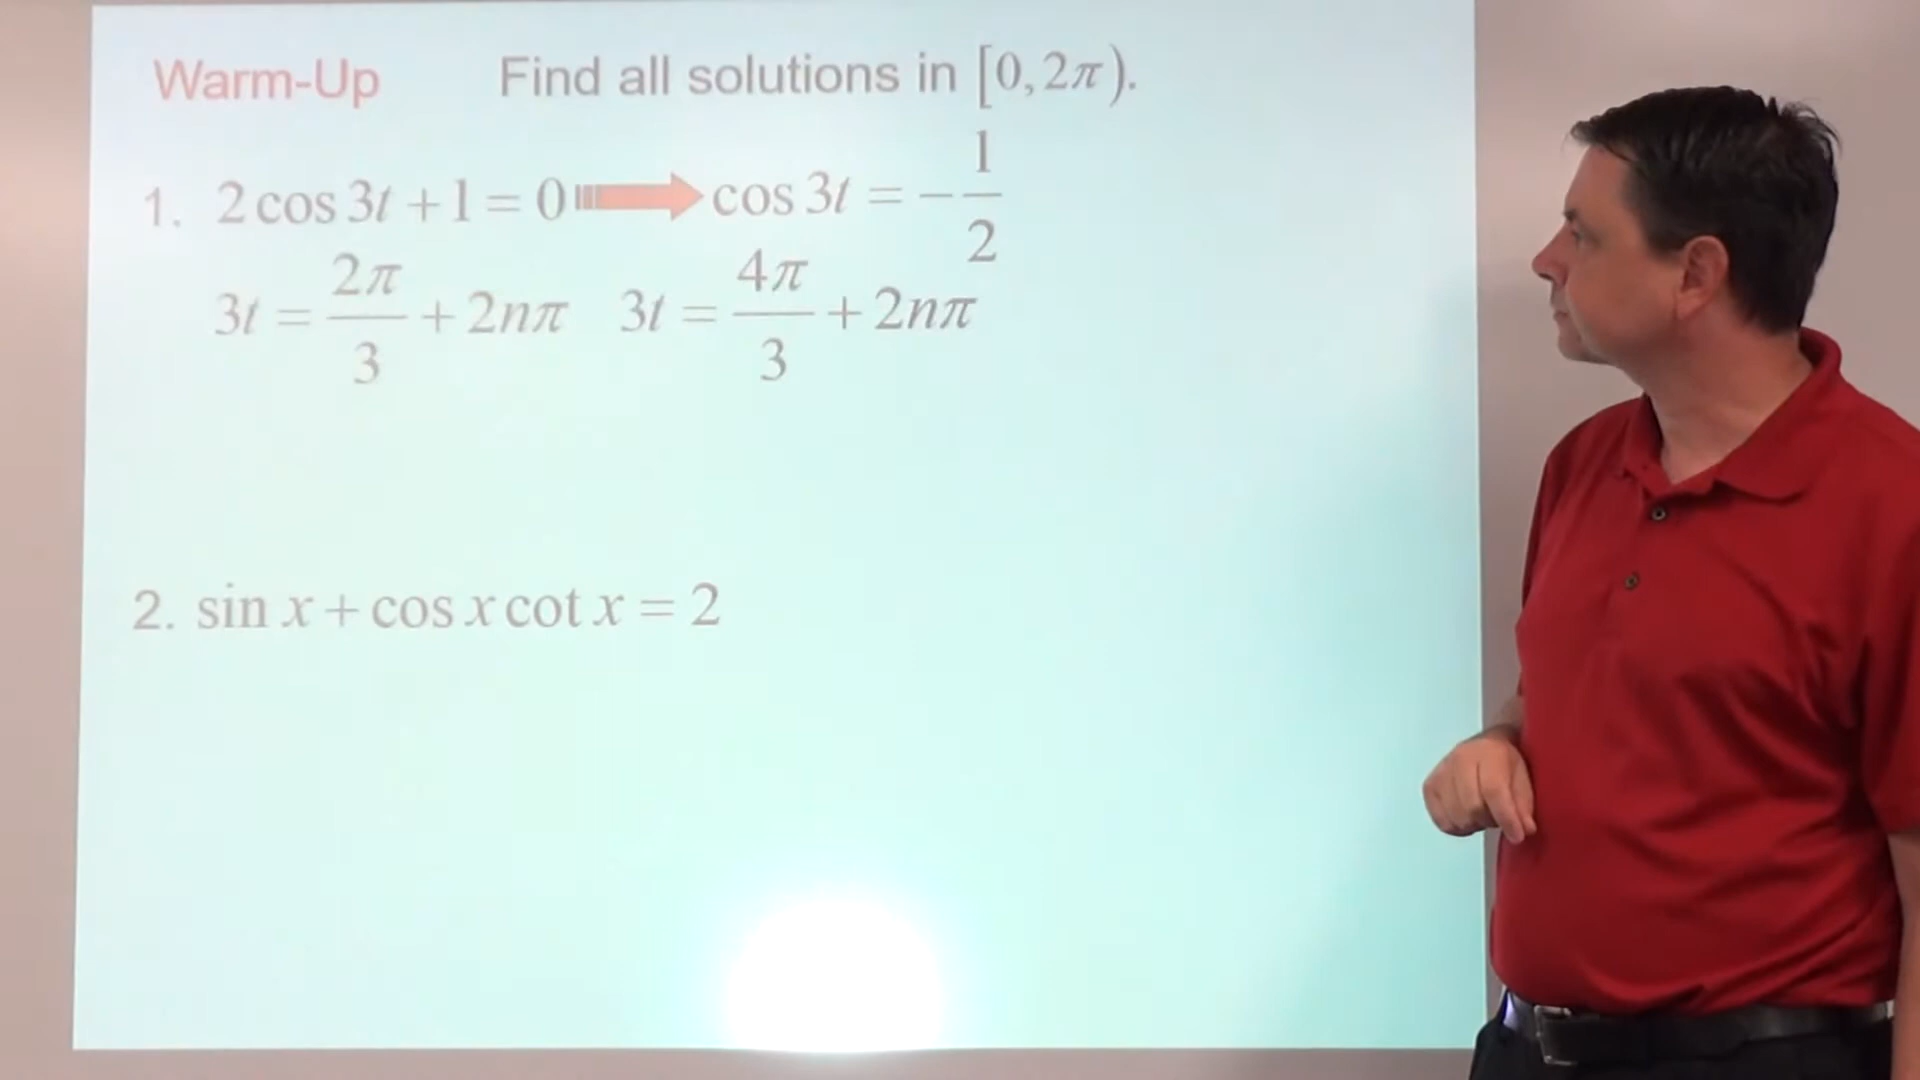 Warm-Up Find all solutions in [0, 2π).
1. 2 cos 3t + 1 = 0 cos 3t = −1/2
3t = 2π/3 + 2nπ 3t = 4π/3 + 2nπ
2. sin x + cos x cot x = 2